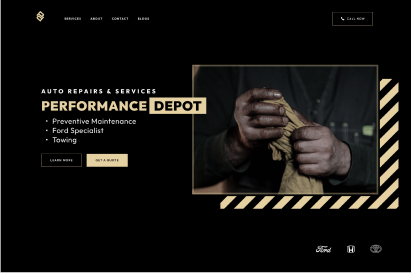 SERVICES ABOUT CONTACT BLOGS
CALL NOW
AUTO REPAIRS & SERVICES
PERFORMANCE DEPOT
• Preventive Maintenance
• Ford Specialist
• Towing
LEARN MORE GET A QUOTE
Ford